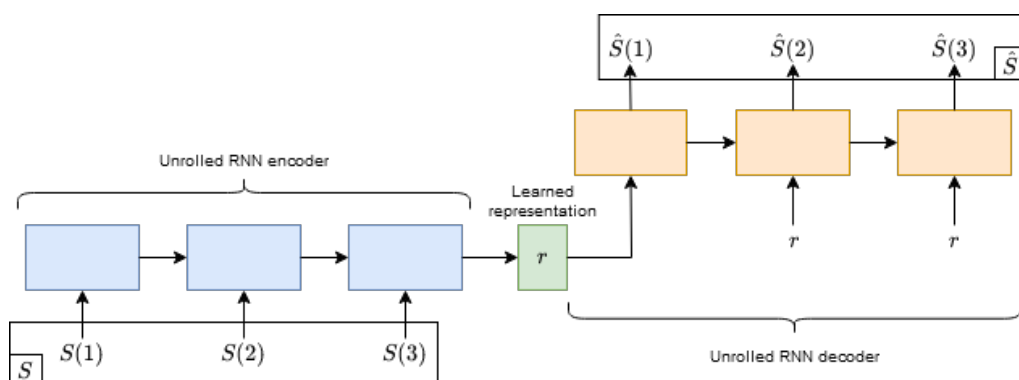 Ŝ(1) Ŝ(2) Ŝ(3)
Ŝ
Unrolled RNN encoder
Learned
representation
r
r r
S(1) S(2) S(3)
S
Unrolled RNN decoder